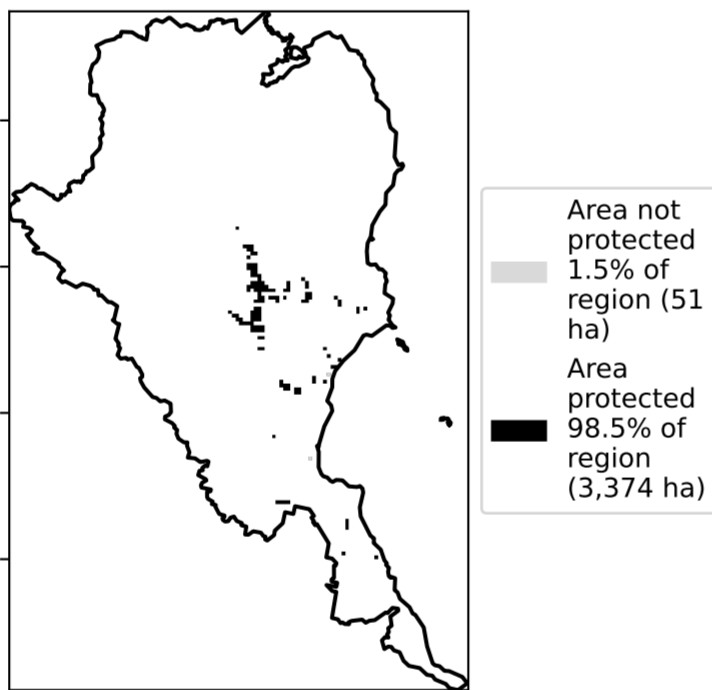 Area not
protected
1.5% of
region (51
ha)
Area
protected
98.5% of
region
(3,374 ha)